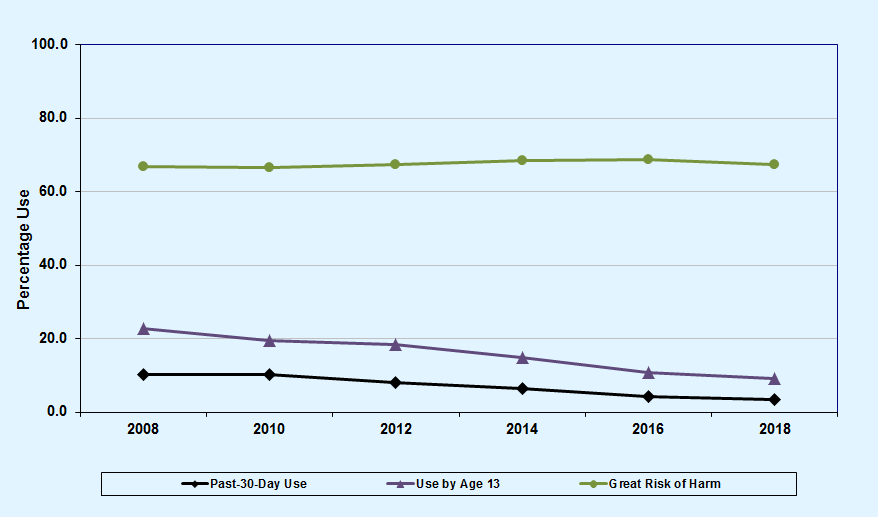 100.0
80.0
60.0
40.0
20.0
0.0
Percentage Use
2008 2010 2012 2014 2016 2018
Past-30-Day Use Use by Age 13 Great Risk of Harm